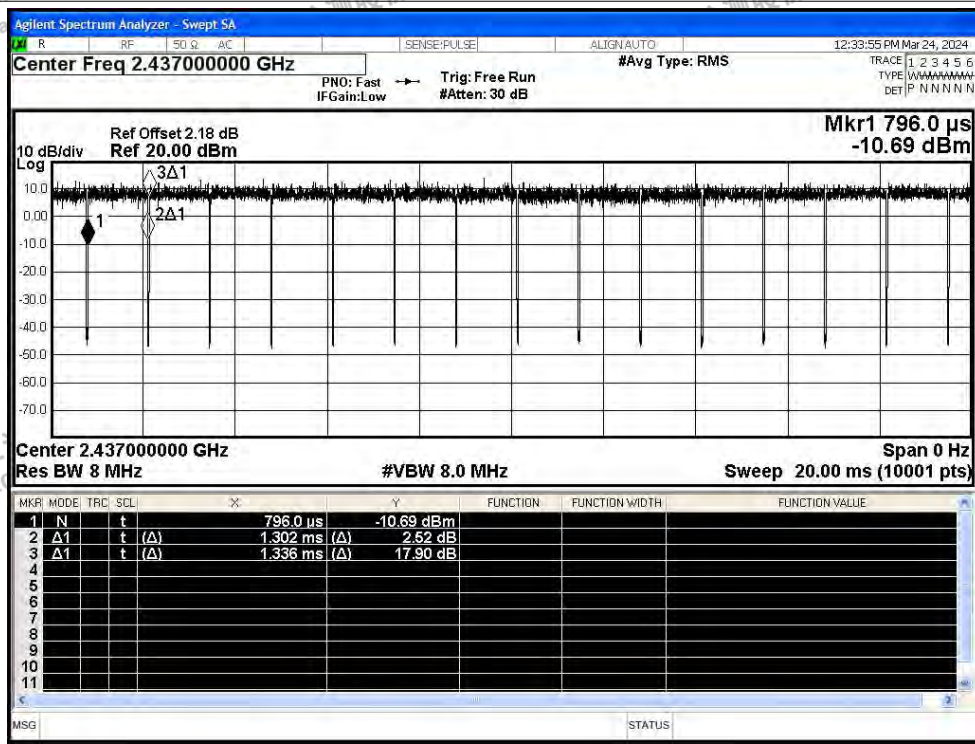 Agilent Spectrum Analyzer - Swept SA
R RF 50 Ω AC SENSE:PULSE ALIGN AUTO 12:33:55 PM Mar 24, 2024
Center Freq 2.437000000 GHz #Avg Type: RMS TRACE 1 2 3 4 5 6
PNO: Fast Trig: Free Run TYPE WWWWWW
IFGain:Low #Atten: 30 dB DET P N N N N N
Mkr1 796.0 µs
Ref Offset 2.18 dB
10 dB/div Ref 20.00 dBm -10.69 dBm
Log
3Δ1
10.0
0.00 1 2Δ1
-10.0
-20.0
-30.0
-40.0
-50.0
-60.0
-70.0
Center 2.437000000 GHz Span 0 Hz
Res BW 8 MHz #VBW 8.0 MHz Sweep 20.00 ms (10001 pts)
MKR MODE TRC SCL X Y FUNCTION FUNCTION WIDTH FUNCTION VALUE
1 N t 796.0 µs -10.69 dBm
2 Δ1 t (Δ) 1.302 ms (Δ) 2.52 dB
3 Δ1 t (Δ) 1.336 ms (Δ) 17.90 dB
4
5
6
7
8
9
10
11
MSG STATUS